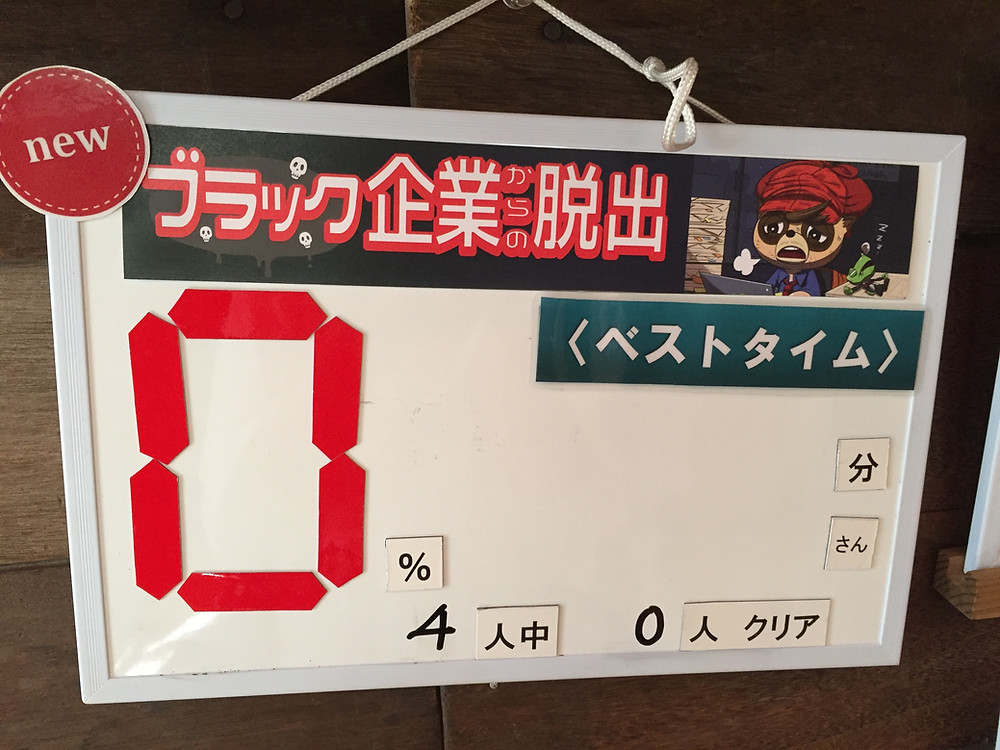 new
ブラック企業からの脱出
ZZZ
〈ベストタイム〉
分
さん
0%
4人中 0人 クリア